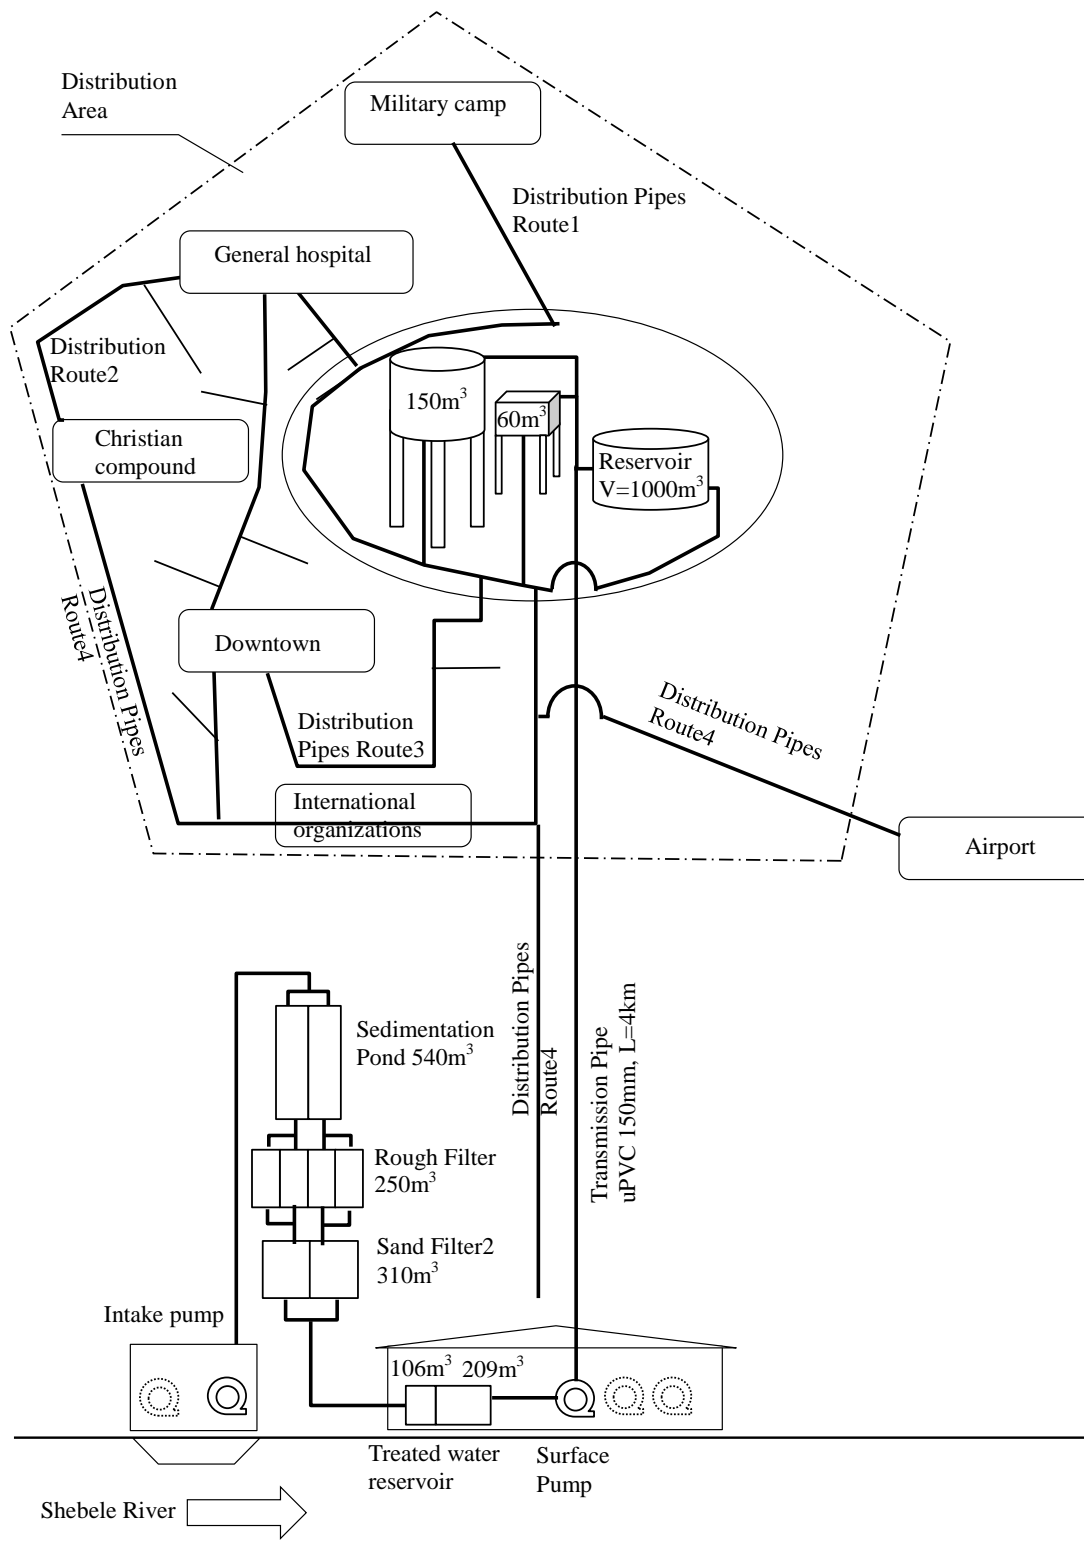 Distribution
Area
Military camp
Distribution Pipes
Route1
General hospital
Distribution
Route2
150m³
60m³
Reservoir
V=1000m³
Christian
compound
Distribution Pipes
Route4
Downtown
Distribution
Pipes Route3
Distribution Pipes
Route4
International
organizations
Airport
Distribution Pipes
Route4
Transmission Pipe
uPVC 150mm, L=4km
Sedimentation
Pond 540m³
Rough Filter
250m³
Sand Filter2
310m³
Intake pump
106m³ 209m³
Treated water
reservoir
Surface
Pump
Shebele River